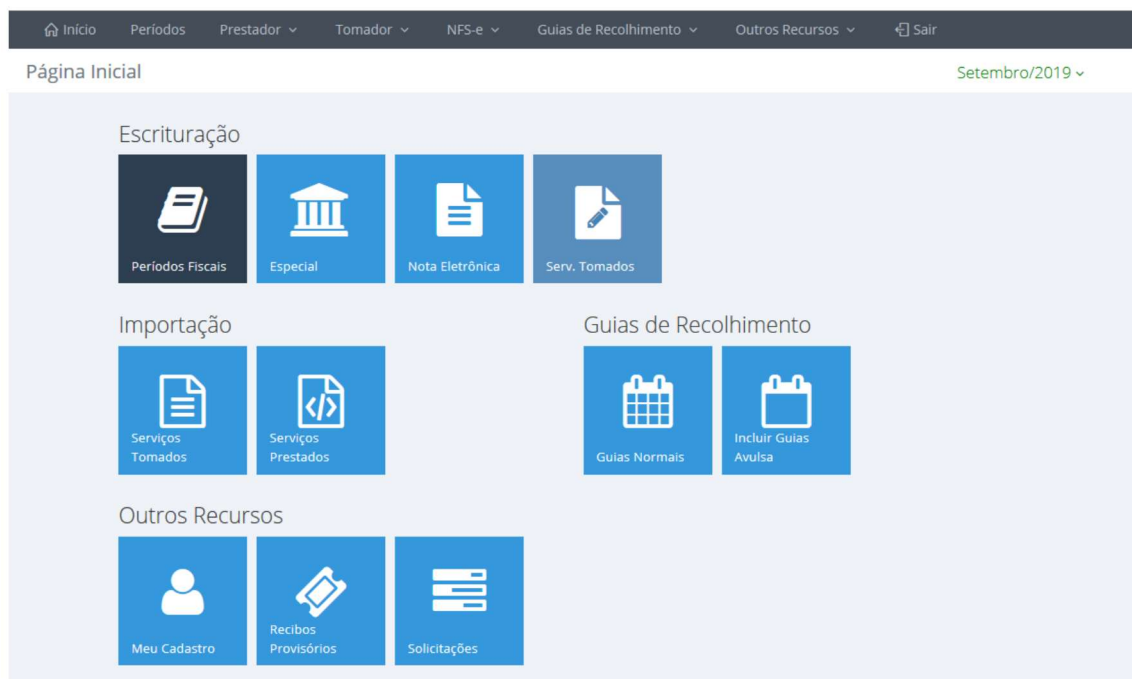 Início Períodos Prestador Tomador NFS-e Guias de Recolhimento Outros Recursos Sair
Página Inicial Setembro/2019
Escrituração
Períodos Fiscais Especial Nota Eletrônica Serv. Tomados
Importação
Serviços
Tomados
Serviços
Prestados
Guias de Recolhimento
Guias Normais
Incluir Guias
Avulsa
Outros Recursos
Meu Cadastro
Recibos
Provisórios
Solicitações